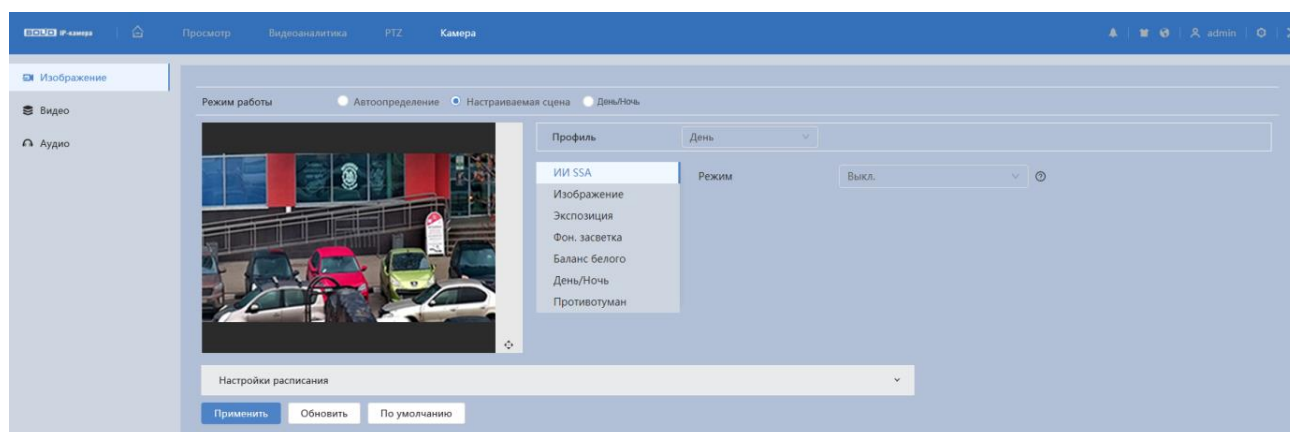 BOLID IP-камера
Просмотр Видеоаналитика PTZ Камера
admin
Изображение
Видео
Аудио
Режим работы Автоопределение Настраиваемая сцена День/Ночь
Профиль День
ИИ SSA
Режим Выкл.
Изображение
Экспозиция
Фон. засветка
Баланс белого
День/Ночь
Противотуман
Настройки расписания
Применить Обновить По умолчанию